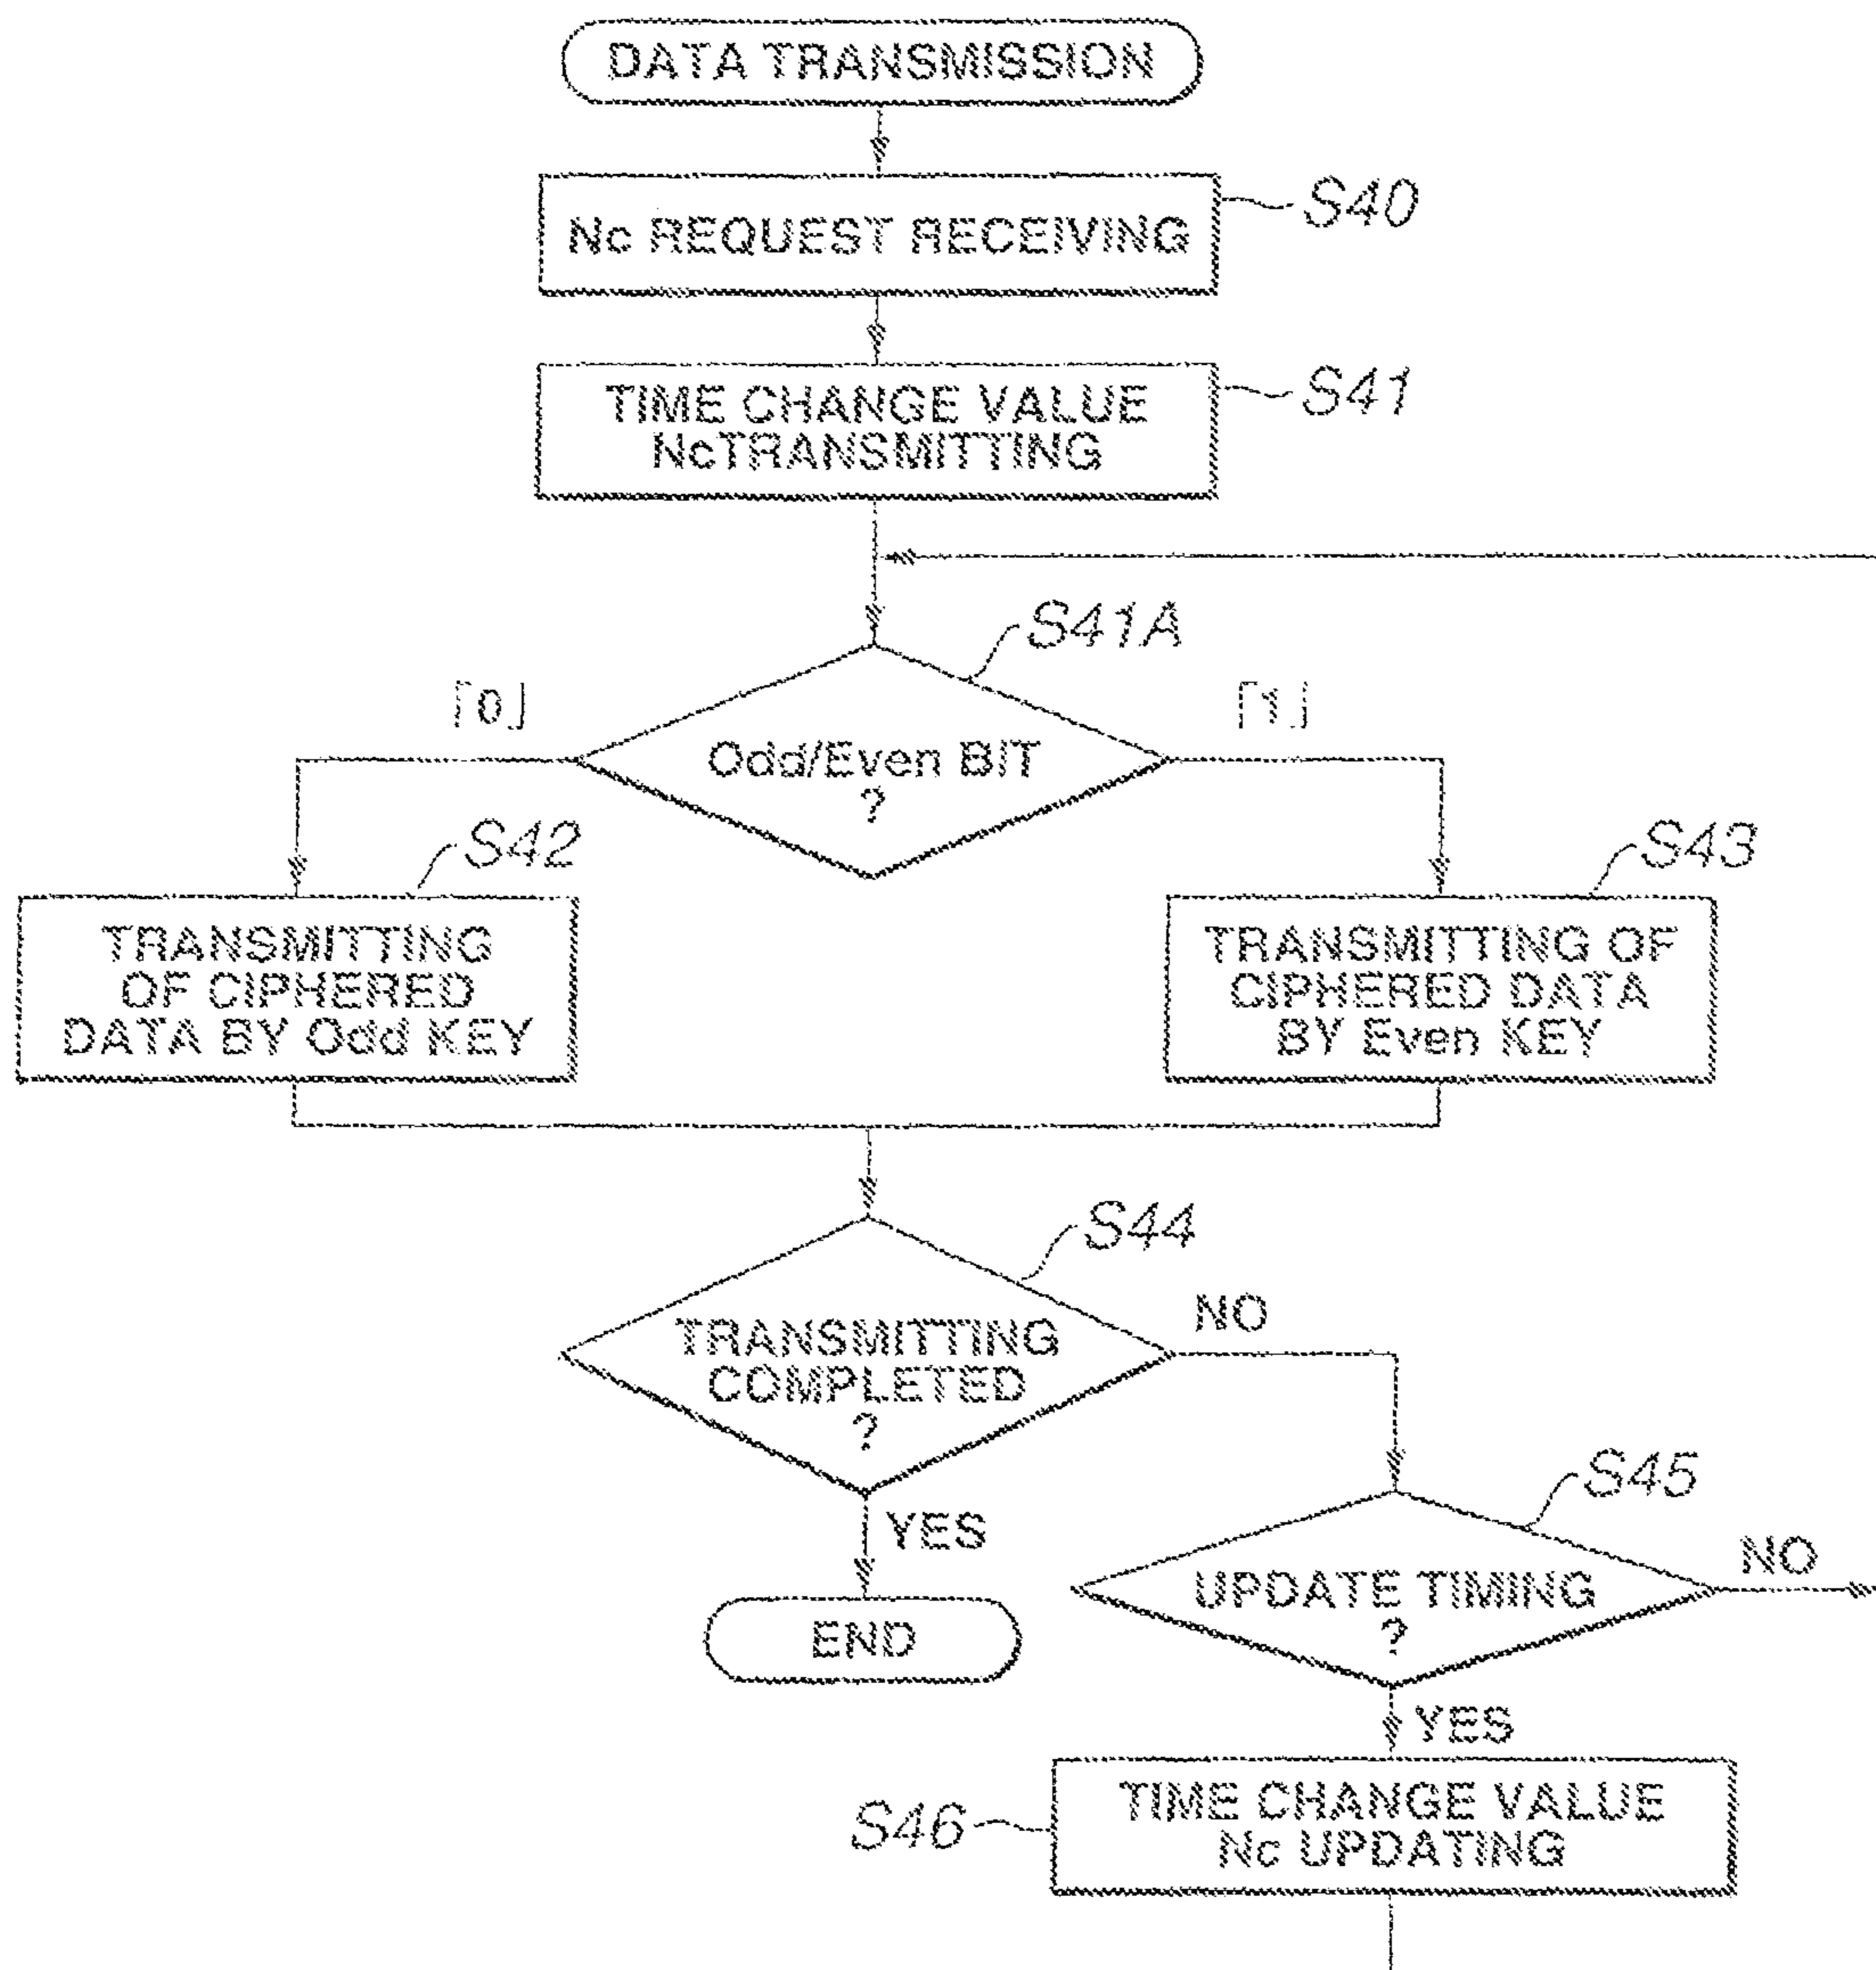 DATA TRANSMISSION
Nc REQUEST RECEIVING
S40
TIME CHANGE VALUE
NcTRANSMITTING
S41
S41A
「0」
「1」
Odd/Even BIT
?
S42
S43
TRANSMITTING
OF CIPHERED
DATA BY Odd KEY
TRANSMITTING OF
CIPHERED DATA
BY Even KEY
S44
NO
TRANSMITTING
COMPLETED
?
S45
YES
NO
UPDATE TIMING
?
END
YES
S46
TIME CHANGE VALUE
Nc UPDATING